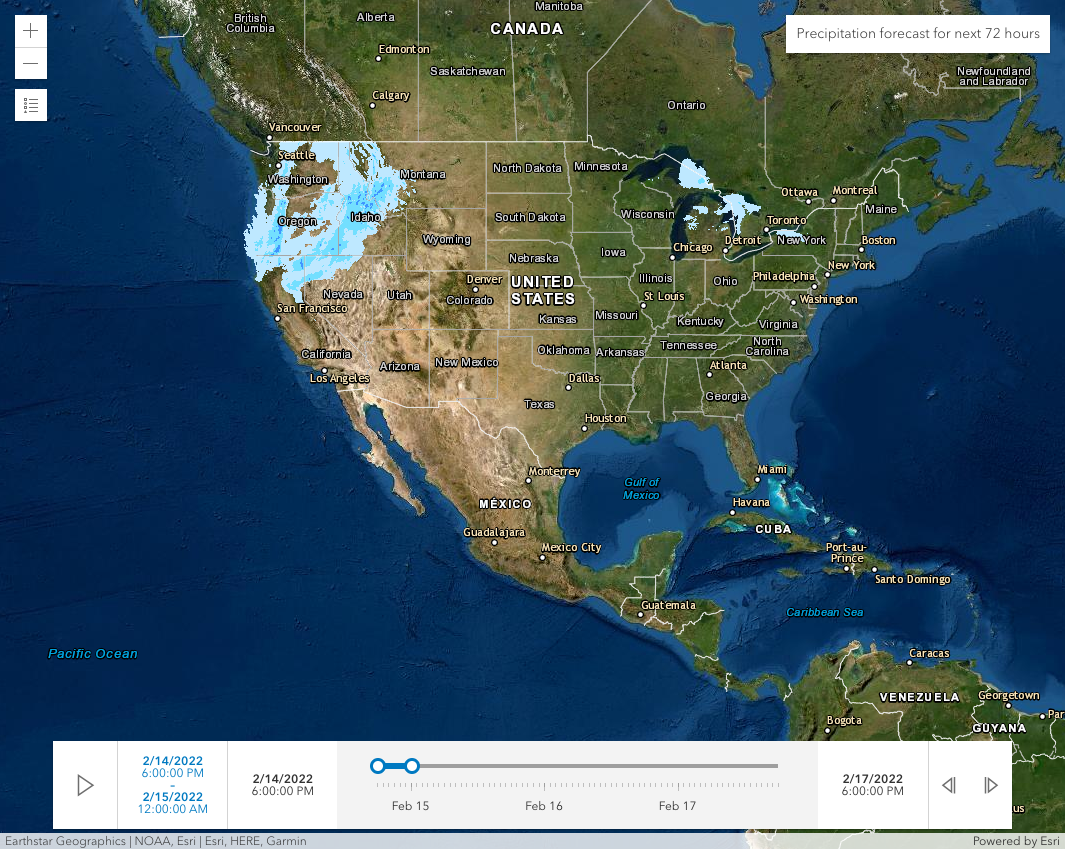 Manitoba
British
Columbia
Alberta
CANADA
Precipitation forecast for next 72 hours
Edmonton
Saskatchewan
Newfoundland
and Labrador
Calgary
Ontario
Vancouver
Seattle
Washington
Montana
North Dakota
Minnesota
Ottawa
Montreal
Maine
Oregon
Idaho
South Dakota
Wisconsin
Toronto
Wyoming
Iowa
Chicago
Detroit
New York
Boston
Nebraska
Denver
UNITED
STATES
Illinois
Ohio
Philadelphia
New York
Nevada
Utah
Colorado
St Louis
Washington
San Francisco
Kansas
Missouri
Kentucky
Virginia
California
Arizona
New Mexico
Oklahoma
Arkansas
Tennessee
North
Carolina
Los Angeles
Dallas
Atlanta
Texas
Georgia
Houston
Monterrey
Gulf of
Mexico
Miami
MÉXICO
Havana
CUBA
Guadalajara
Mexico City
Port-au-
Prince
Santo Domingo
Guatemala
Caribbean Sea
Pacific Ocean
Caracas
VENEZUELA
Georgetown
Par
Bogota
GUYANA
2/14/2022
6:00:00 PM
–
2/15/2022
12:00:00 AM
2/14/2022
6:00:00 PM
Feb 15
Feb 16
Feb 17
2/17/2022
6:00:00 PM
us
Earthstar Geographics | NOAA, Esri | Esri, HERE, Garmin
Powered by Esri